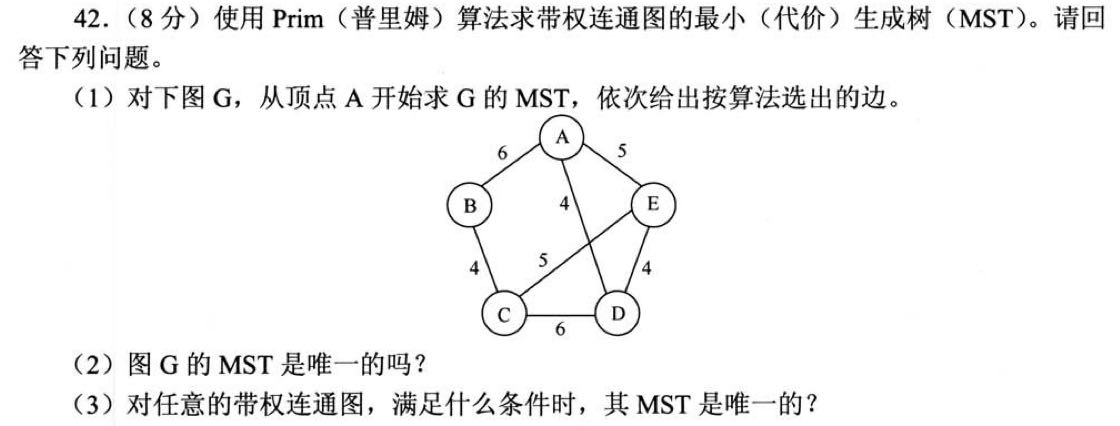 42.（8 分）使用 Prim（普里姆）算法求带权连通图的最小（代价）生成树（MST）。请回
答下列问题。
（1）对下图 G，从顶点 A 开始求 G 的 MST，依次给出按算法选出的边。
A
6
5
B
4
E
4
5
4
C
D
6
（2）图 G 的 MST 是唯一的吗？
（3）对任意的带权连通图，满足什么条件时，其 MST 是唯一的？